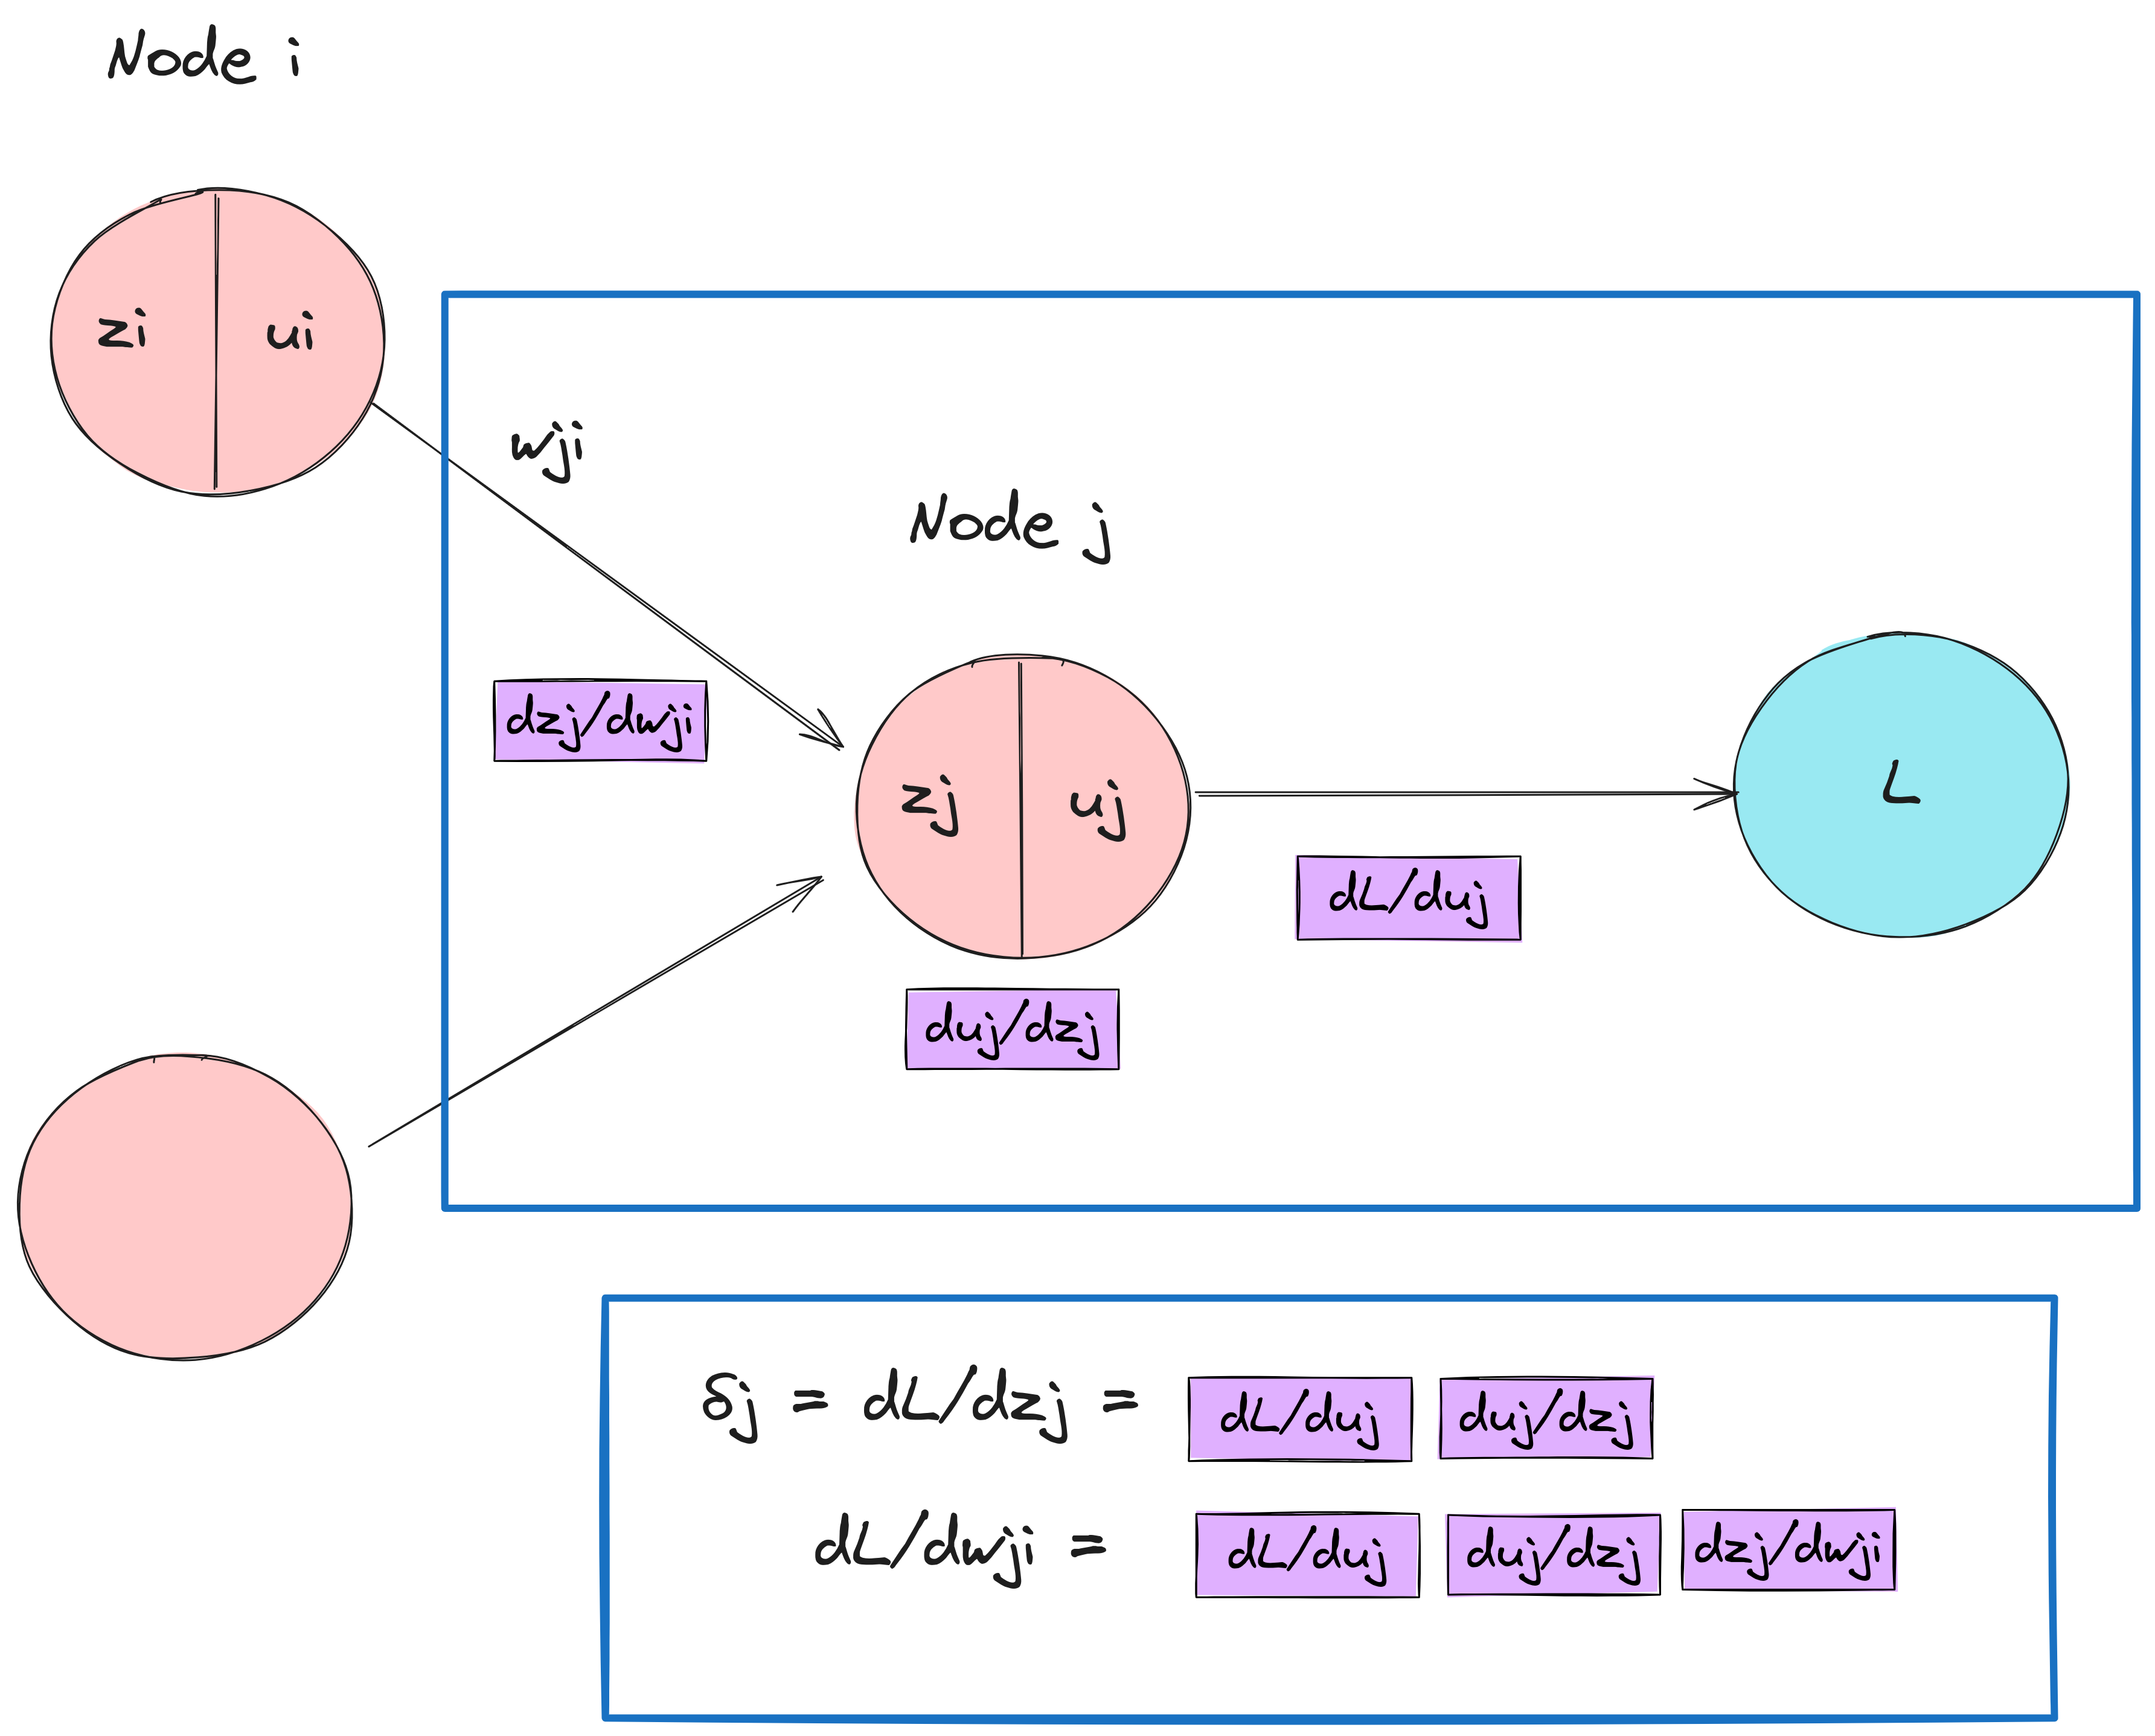 Node i
zi ui
wji
Node j
dzj/dwji
zj uj
L
dL/duj
duj/dzj
δj = dL/dzj = dL/duj duj/dzj
dL/dwji = dL/duj duj/dzj dzj/dwji